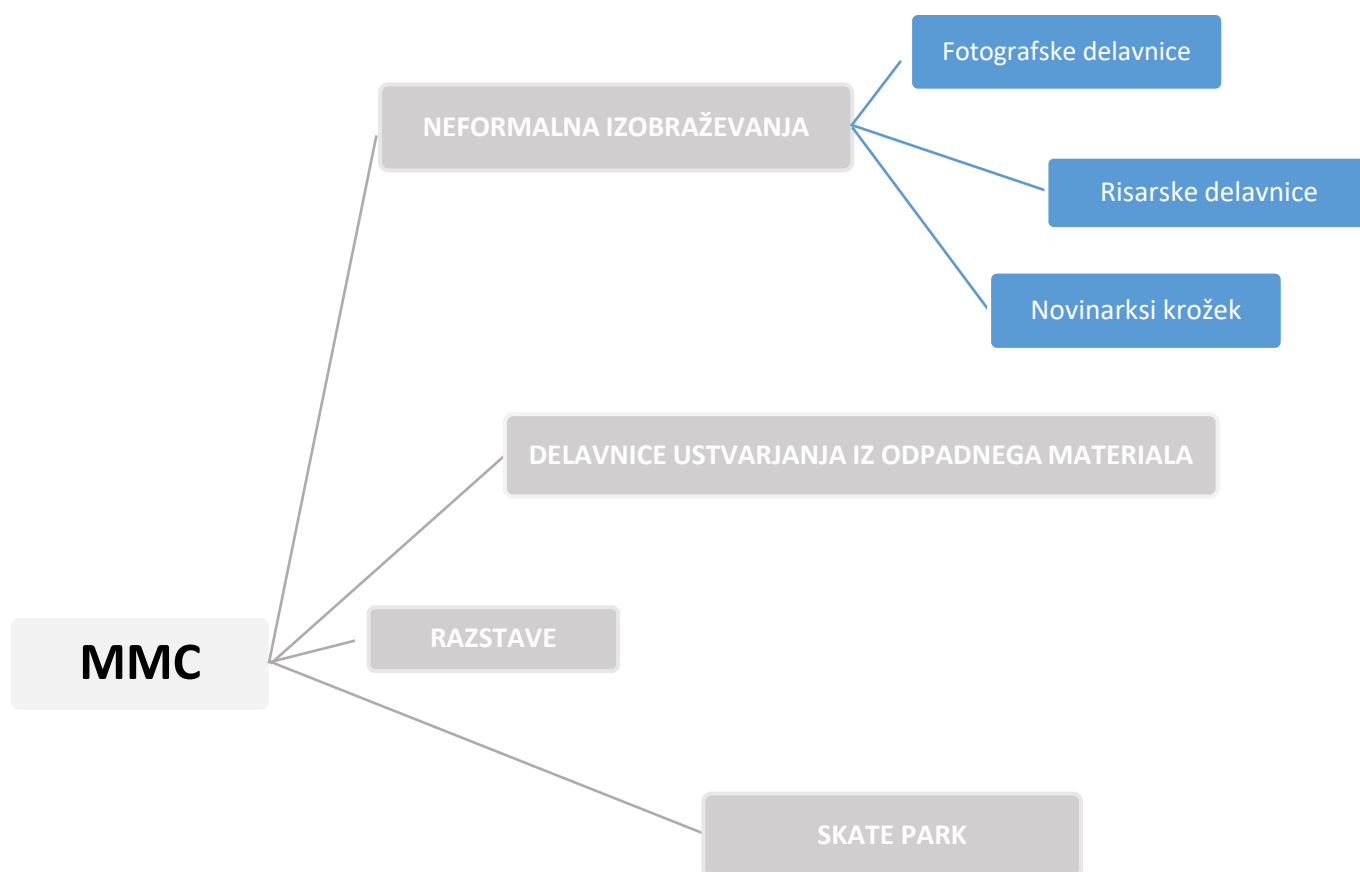 Fotografske delavnice
NEFORMALNA IZOBRAŽEVANJA
Risarske delavnice
Novinarksi krožek
DELAVNICE USTVARJANJA IZ ODPADNEGA MATERIALA
RAZSTAVE
MMC
SKATE PARK